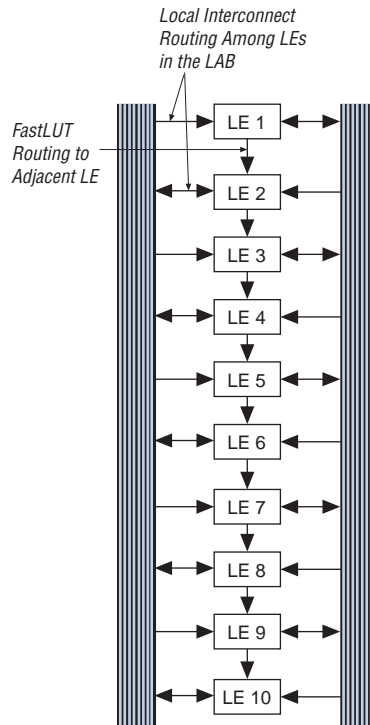 Local Interconnect
Routing Among LEs
in the LAB
FastLUT
Routing to
Adjacent LE
LE 1
LE 2
LE 3
LE 4
LE 5
LE 6
LE 7
LE 8
LE 9
LE 10